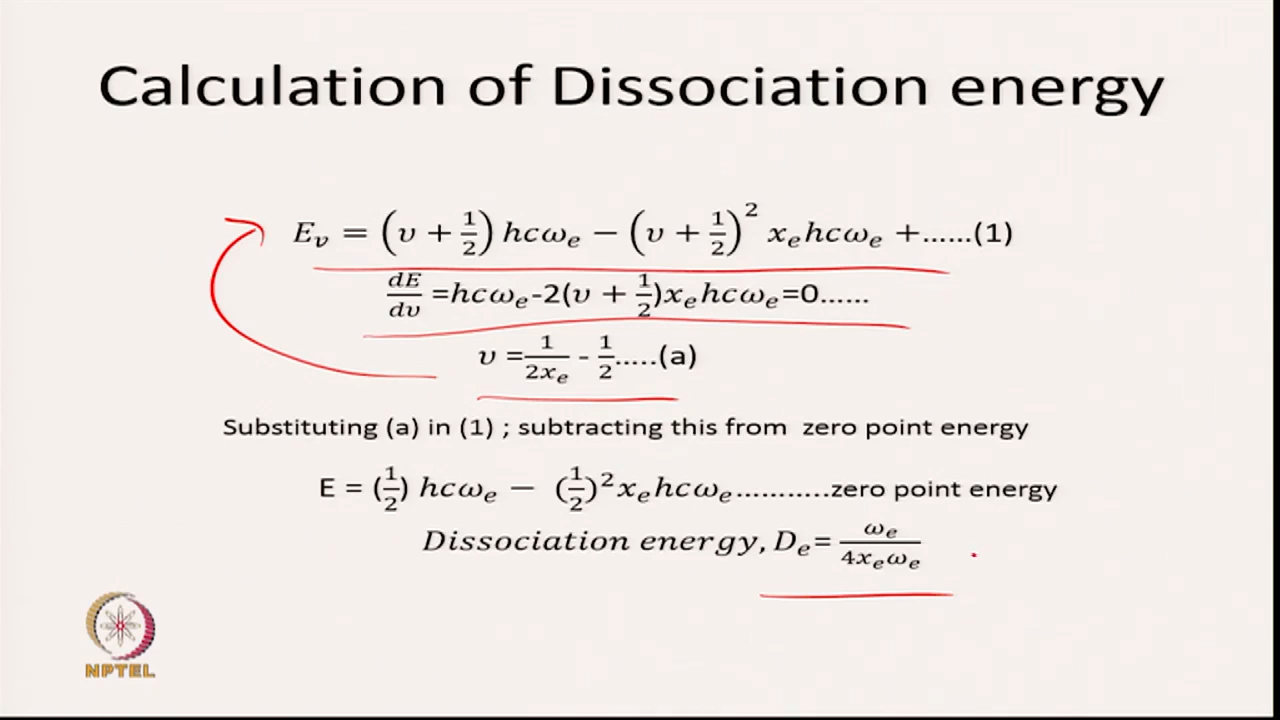 Calculation of Dissociation energy
E_v = (υ + 1/2) hcω_e − (υ + 1/2)^2 x_e hcω_e +......(1)
dE/dυ =hcω_e-2(υ + 1/2)x_e hcω_e=0......
υ =1/2x_e - 1/2.....(a)
Substituting (a) in (1) ; subtracting this from zero point energy
E = (1/2) hcω_e − (1/2)^2 x_e hcω_e...........zero point energy
Dissociation energy, D_e= ω_e/4x_eω_e
NPTEL